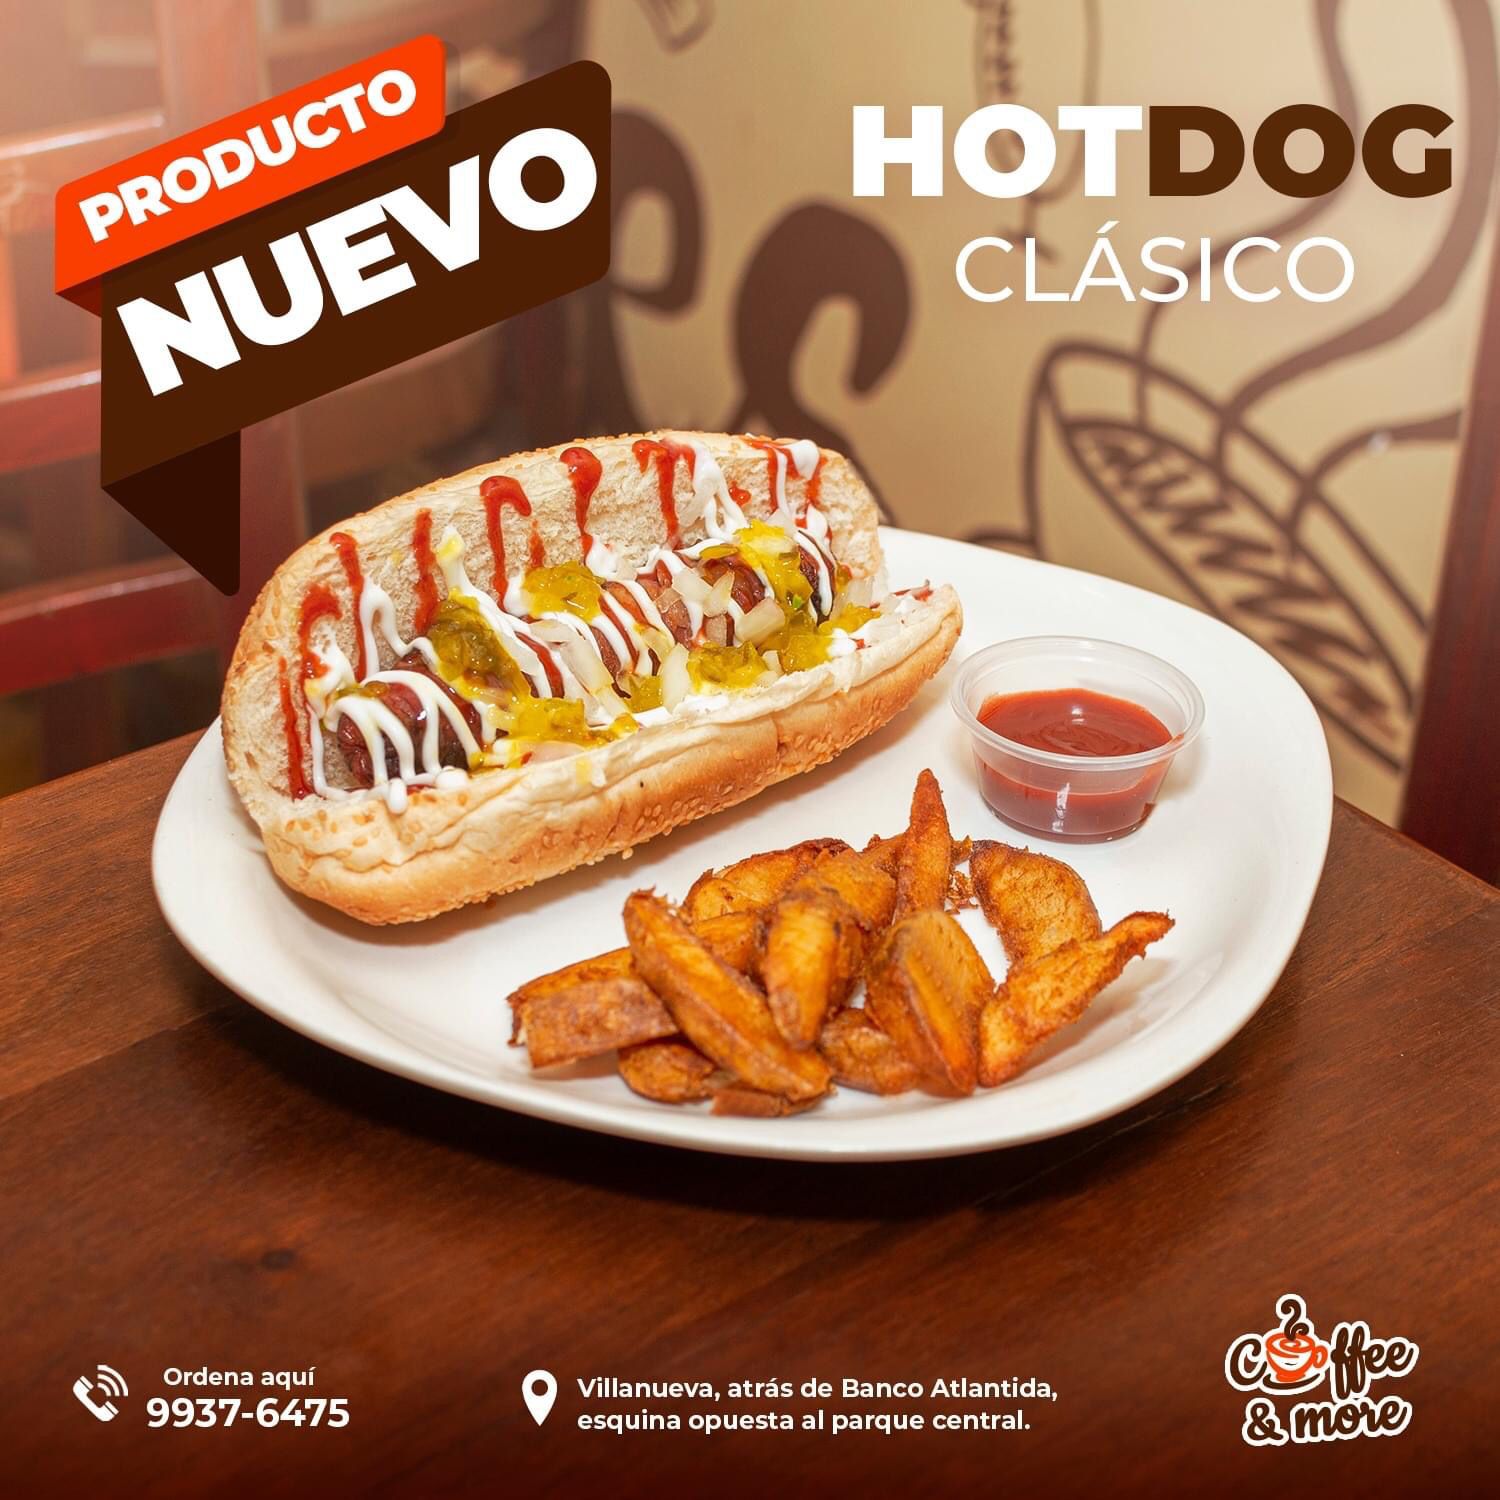 PRODUCTO
NUEVO
HOTDOG
CLÁSICO
Ordena aquí
9937-6475
Villanueva, atrás de Banco Atlantida,
esquina opuesta al parque central.
Coffee
& more